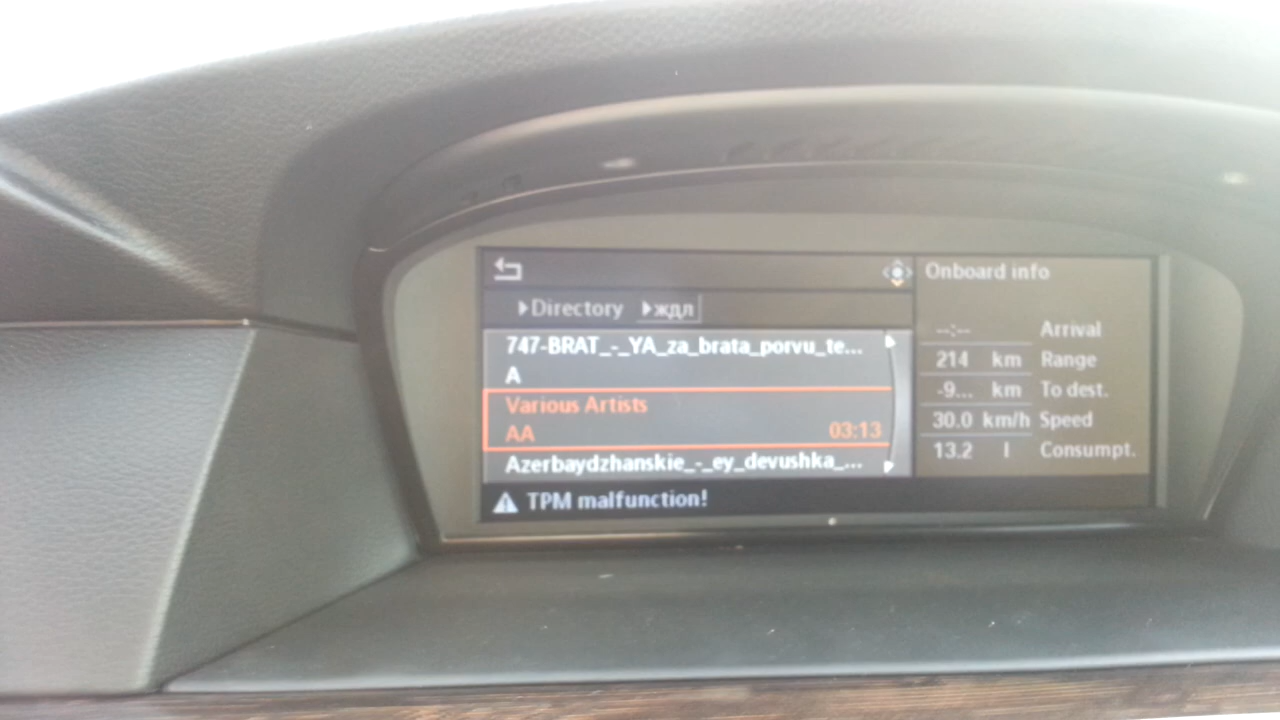 Onboard info
Directory ждл
747-BRAT_-_YA_za_brata_porvu_te...
A
Various Artists
AA 03:13
Azerbaydzhanskie_-_ey_devushka_...
TPM malfunction!
--:-- Arrival
214 km Range
-9... km To dest.
30.0 km/h Speed
13.2 l Consumpt.